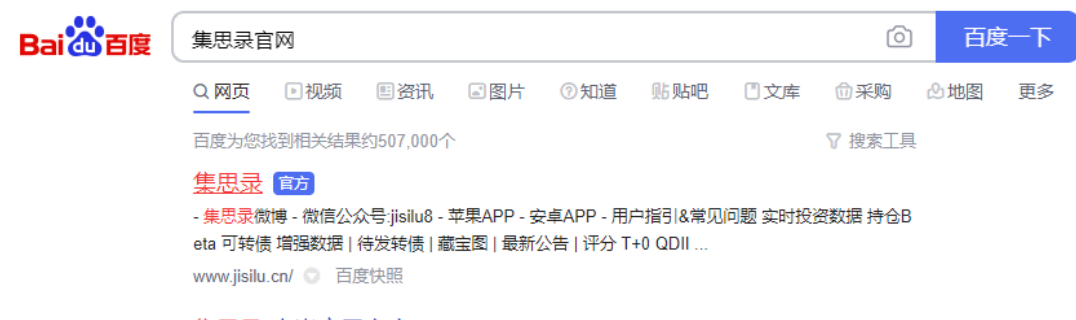 Bai du 百度
集思录官网
百度一下
网页 视频 资讯 图片 知道 贴贴吧 文库 采购 地图 更多
百度为您找到相关结果约507,000个 搜索工具
集思录 官方
- 集思录微博 - 微信公众号:jisilu8 - 苹果APP - 安卓APP - 用户指引&常见问题 实时投资数据 持仓B
eta 可转债 增强数据 | 待发转债 | 藏宝图 | 最新公告 | 评分 T+0 QDII ...
www.jisilu.cn/ 百度快照